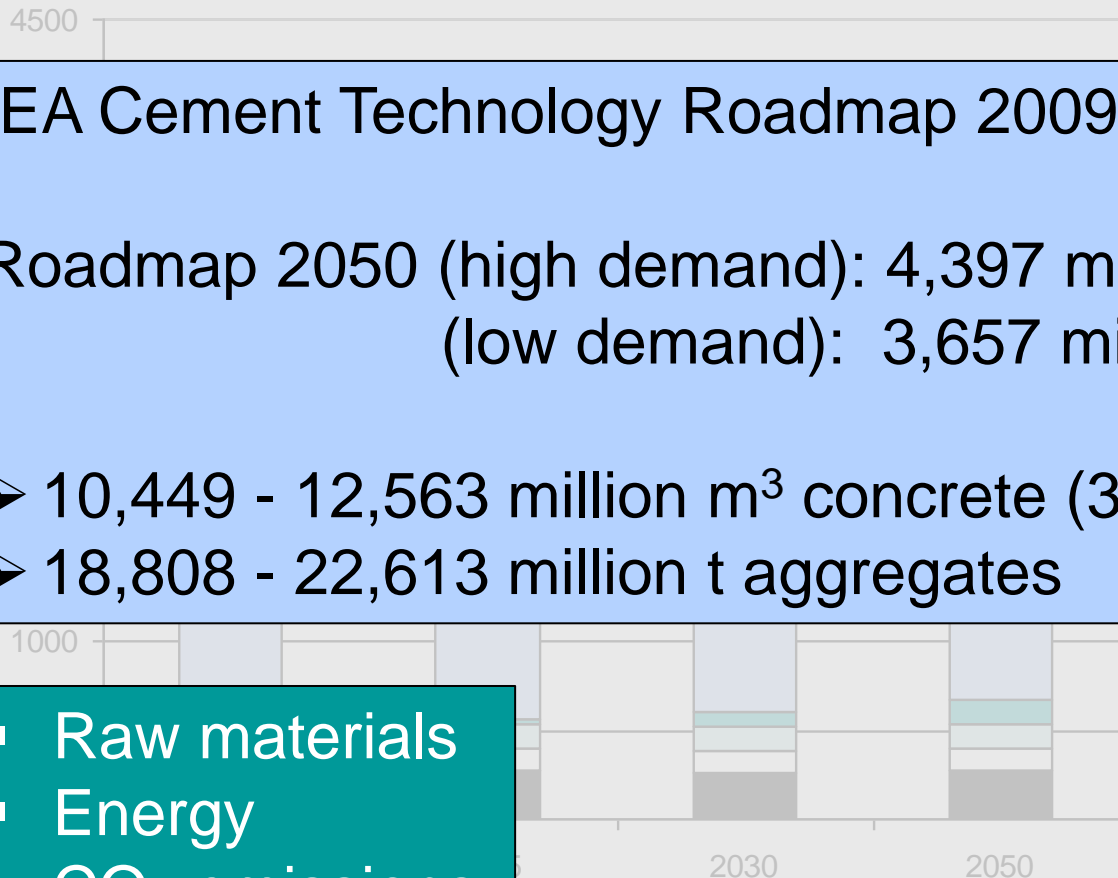 4500
EA Cement Technology Roadmap 2009
Roadmap 2050 (high demand): 4,397 m
(low demand): 3,657 mi
➢ 10,449 - 12,563 million m³ concrete (3
➢ 18,808 - 22,613 million t aggregates
1000
▪ Raw materials
▪ Energy
5 2030 2050